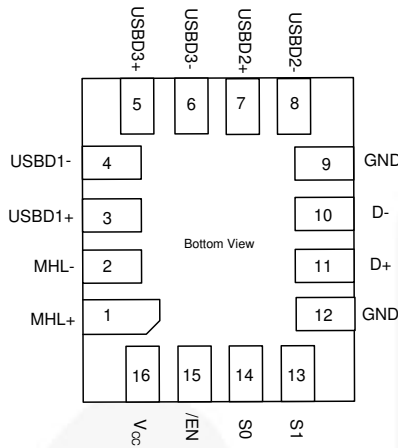 USBD3+ USBD3- USBD2+ USBD2-
5 6 7 8
USBD1- 4 9 GND
USBD1+ 3 10 D-
Bottom View
MHL- 2 11 D+
MHL+ 1 12 GND
16 15 14 13
VCC /EN S0 S1